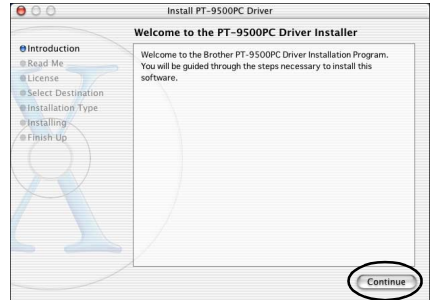 Install PT-9500PC Driver
Welcome to the PT-9500PC Driver Installer
Introduction
Read Me
License
Select Destination
Installation Type
Installing
Finish Up
Welcome to the Brother PT-9500PC Driver Installation Program.
You will be guided through the steps necessary to install this
software.
Continue